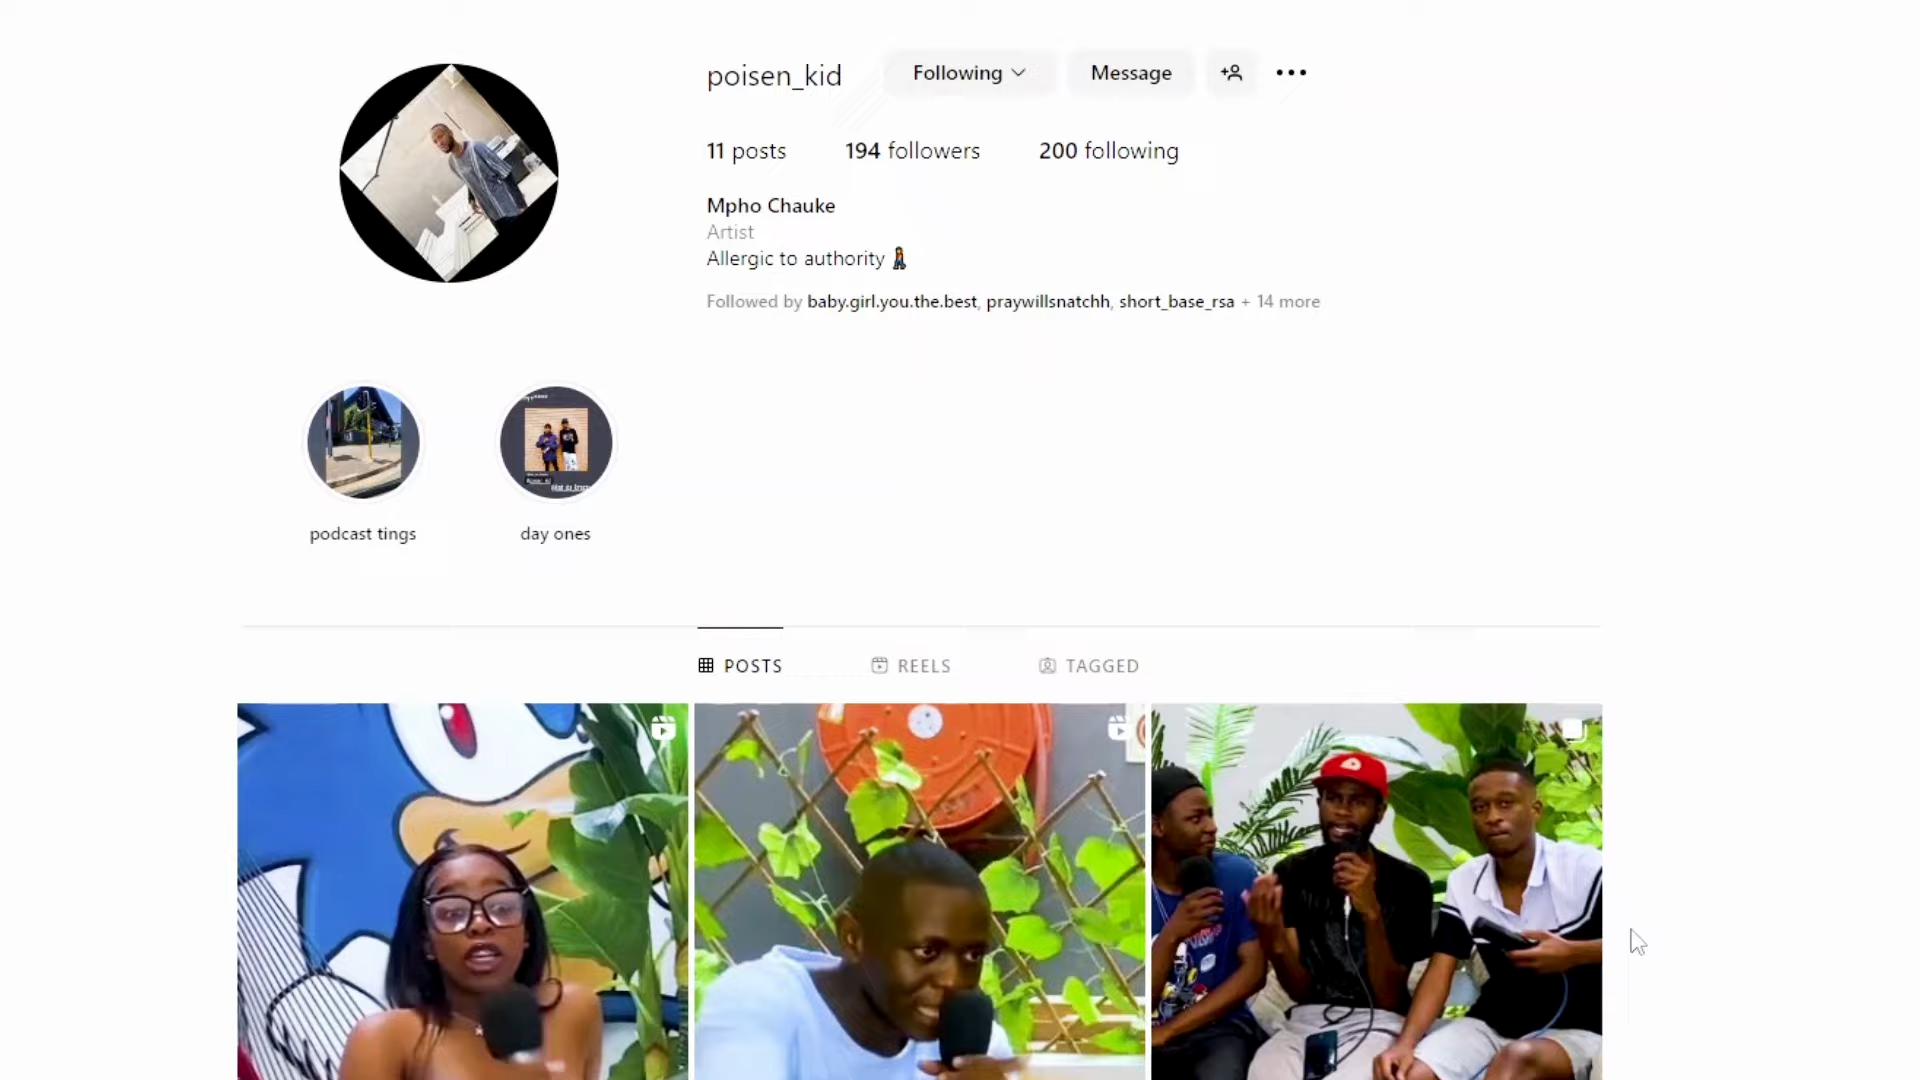 poisen_kid Following Message
11 posts 194 followers 200 following
Mpho Chauke
Artist
Allergic to authority
Followed by baby.girl.you.the.best, praywillsnatchh, short_base_rsa + 14 more
podcast tings day ones
POSTS REELS TAGGED